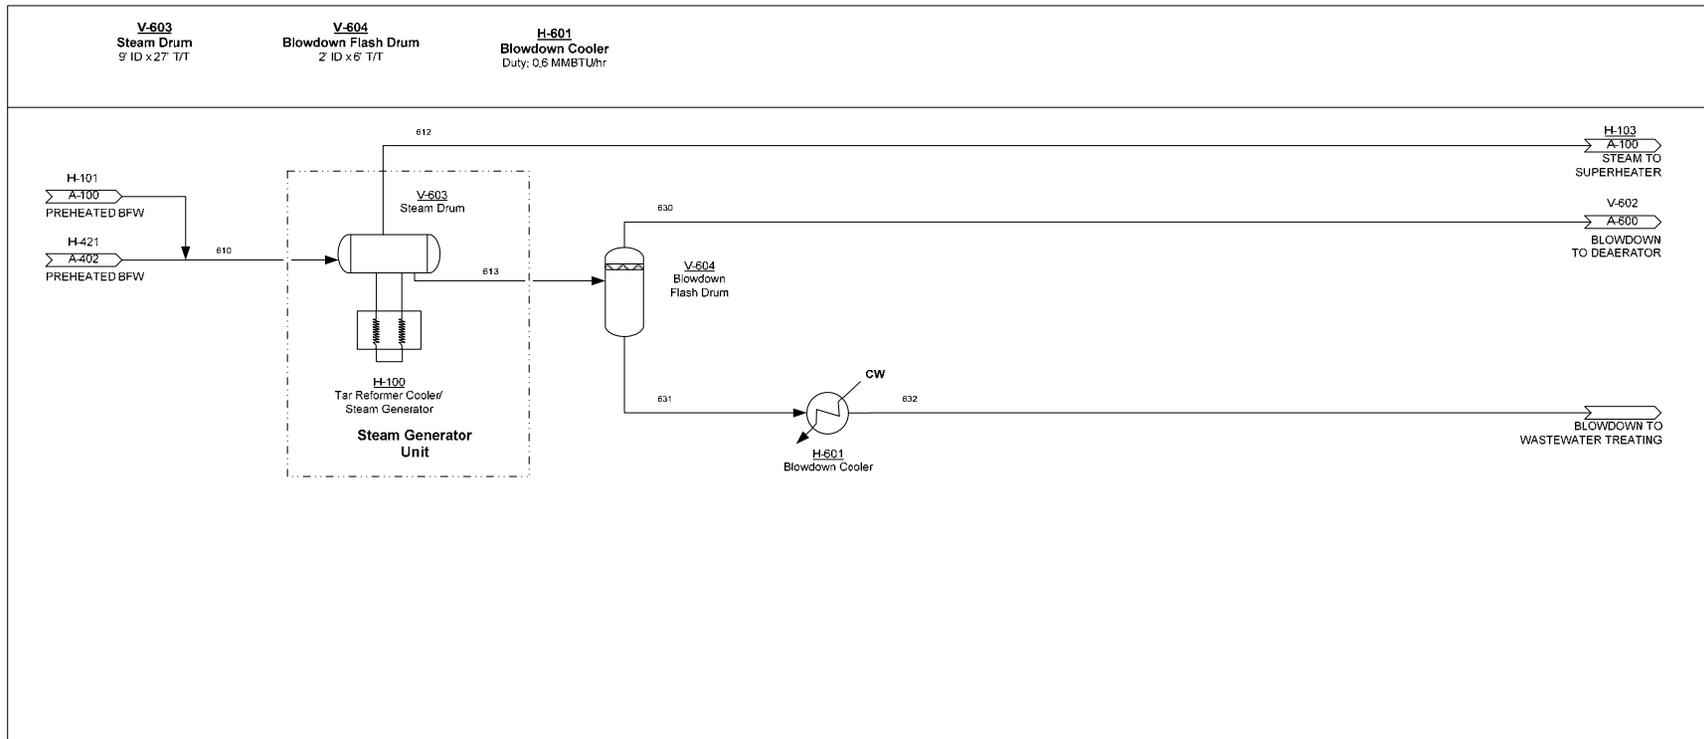 V-603
Steam Drum
9' ID x 27' T/T
V-604
Blowdown Flash Drum
2' ID x 6' T/T
H-601
Blowdown Cooler
Duty: 0.6 MMBTU/hr
612
H-103
A-100
STEAM TO
SUPERHEATER
H-101
A-100
PREHEATED BFW
V-603
Steam Drum
630
V-602
A-600
BLOWDOWN
TO DEAERATOR
H-421
A-402
PREHEATED BFW
610
613
V-604
Blowdown
Flash Drum
H-100
Tar Reformer Cooler/
Steam Generator
Steam Generator
Unit
CW
631
632
BLOWDOWN TO
WASTEWATER TREATING
H-601
Blowdown Cooler